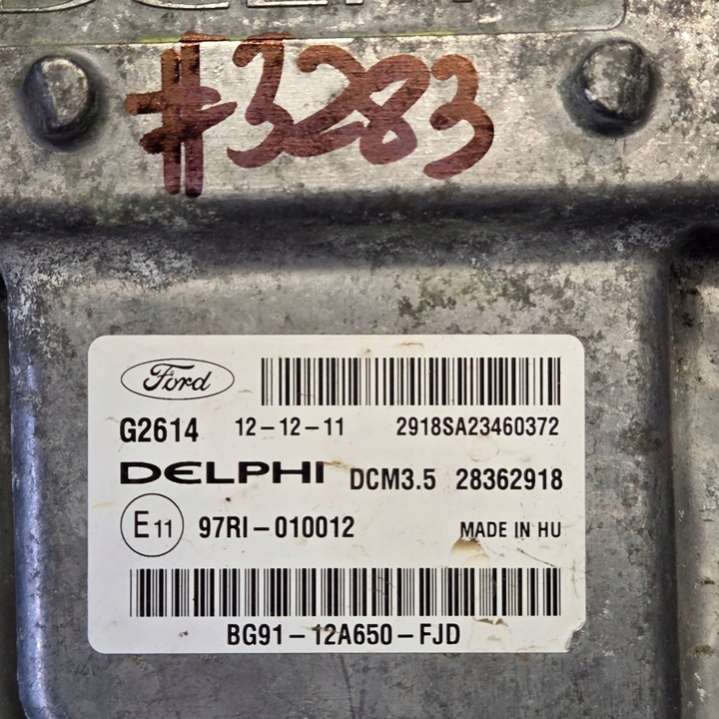 #3283
Ford
G2614 12-12-11 2918SA23460372
DELPHI DCM3.5 28362918
E11 97RI-010012 MADE IN HU
BG91-12A650-FJD